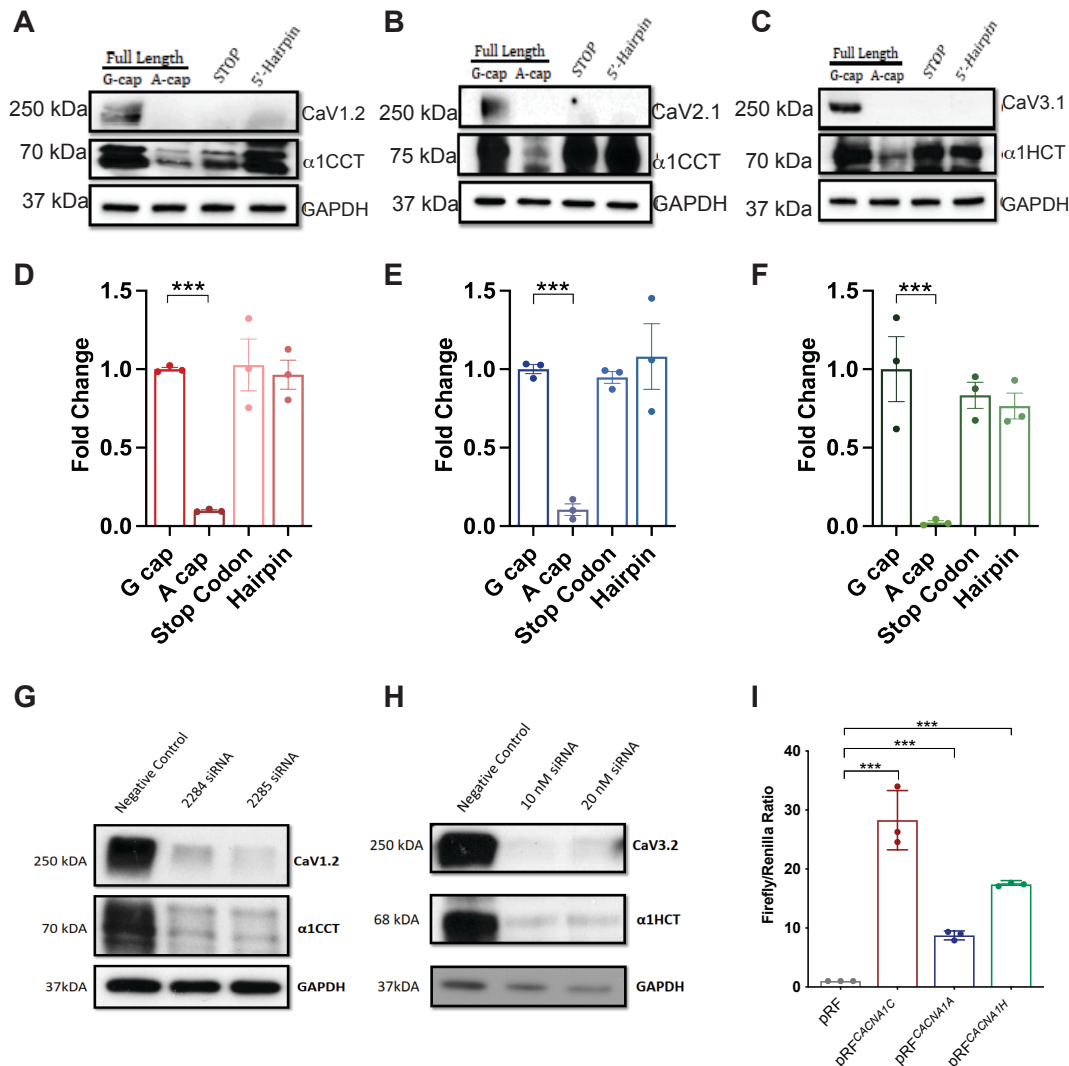 A
Full Length
STOP
5'-Hairpin
G-cap A-cap
250 kDa
CaV1.2
70 kDa
α1CCT
37 kDa
GAPDH
B
Full Length
STOP
5'-Hairpin
G-cap A-cap
250 kDa
CaV2.1
75 kDa
α1CCT
37 kDa
GAPDH
C
Full Length
STOP
5'-Hairpin
G-cap A-cap
250 kDa
CaV3.1
70 kDa
α1HCT
37 kDa
GAPDH
D
***
1.5
1.0
0.5
0.0
Fold Change
G cap
A cap
Stop Codon
Hairpin
E
***
1.5
1.0
0.5
0.0
Fold Change
G cap
A cap
Stop Codon
Hairpin
F
***
1.5
1.0
0.5
0.0
Fold Change
G cap
A cap
Stop Codon
Hairpin
G
Negative Control
2284 siRNA
2285 siRNA
250 kDA
CaV1.2
70 kDA
α1CCT
37kDA
GAPDH
H
Negative Control
10 nM siRNA
20 nM siRNA
250 kDA
CaV3.2
68 kDA
α1HCT
37kDA
GAPDH
I
***
***
***
40
30
20
10
0
Firefly/Renilla Ratio
pRF
pRFCACNA1C
pRFCACNA1A
pRFCACNA1H